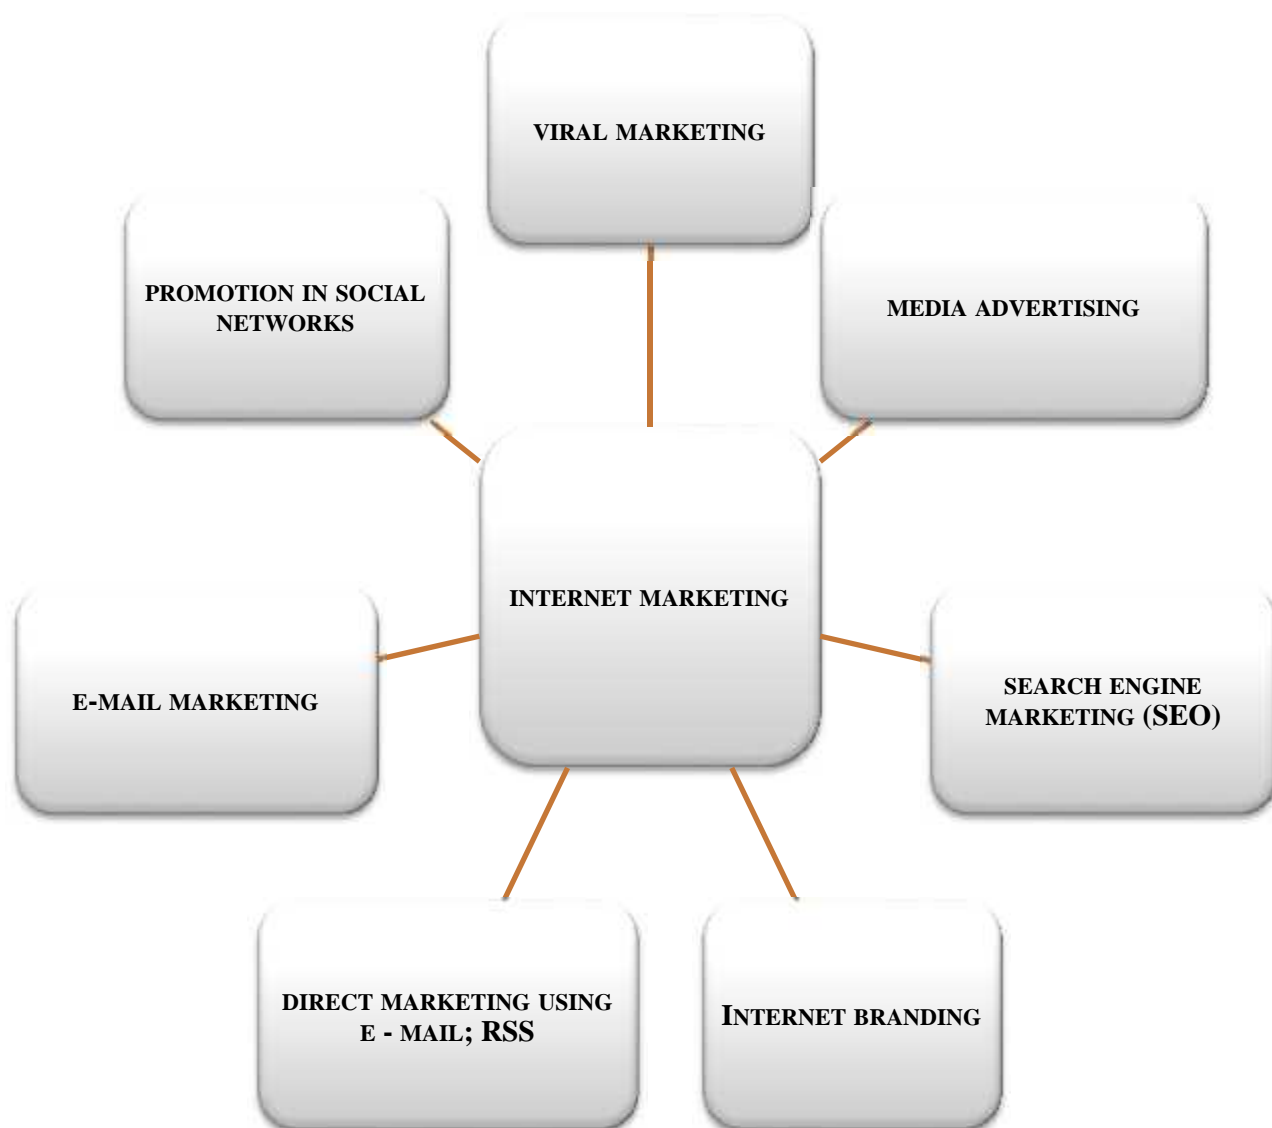 VIRAL MARKETING
PROMOTION IN SOCIAL
NETWORKS
MEDIA ADVERTISING
INTERNET MARKETING
E-MAIL MARKETING
SEARCH ENGINE
MARKETING (SEO)
DIRECT MARKETING USING
E - MAIL; RSS
INTERNET BRANDING